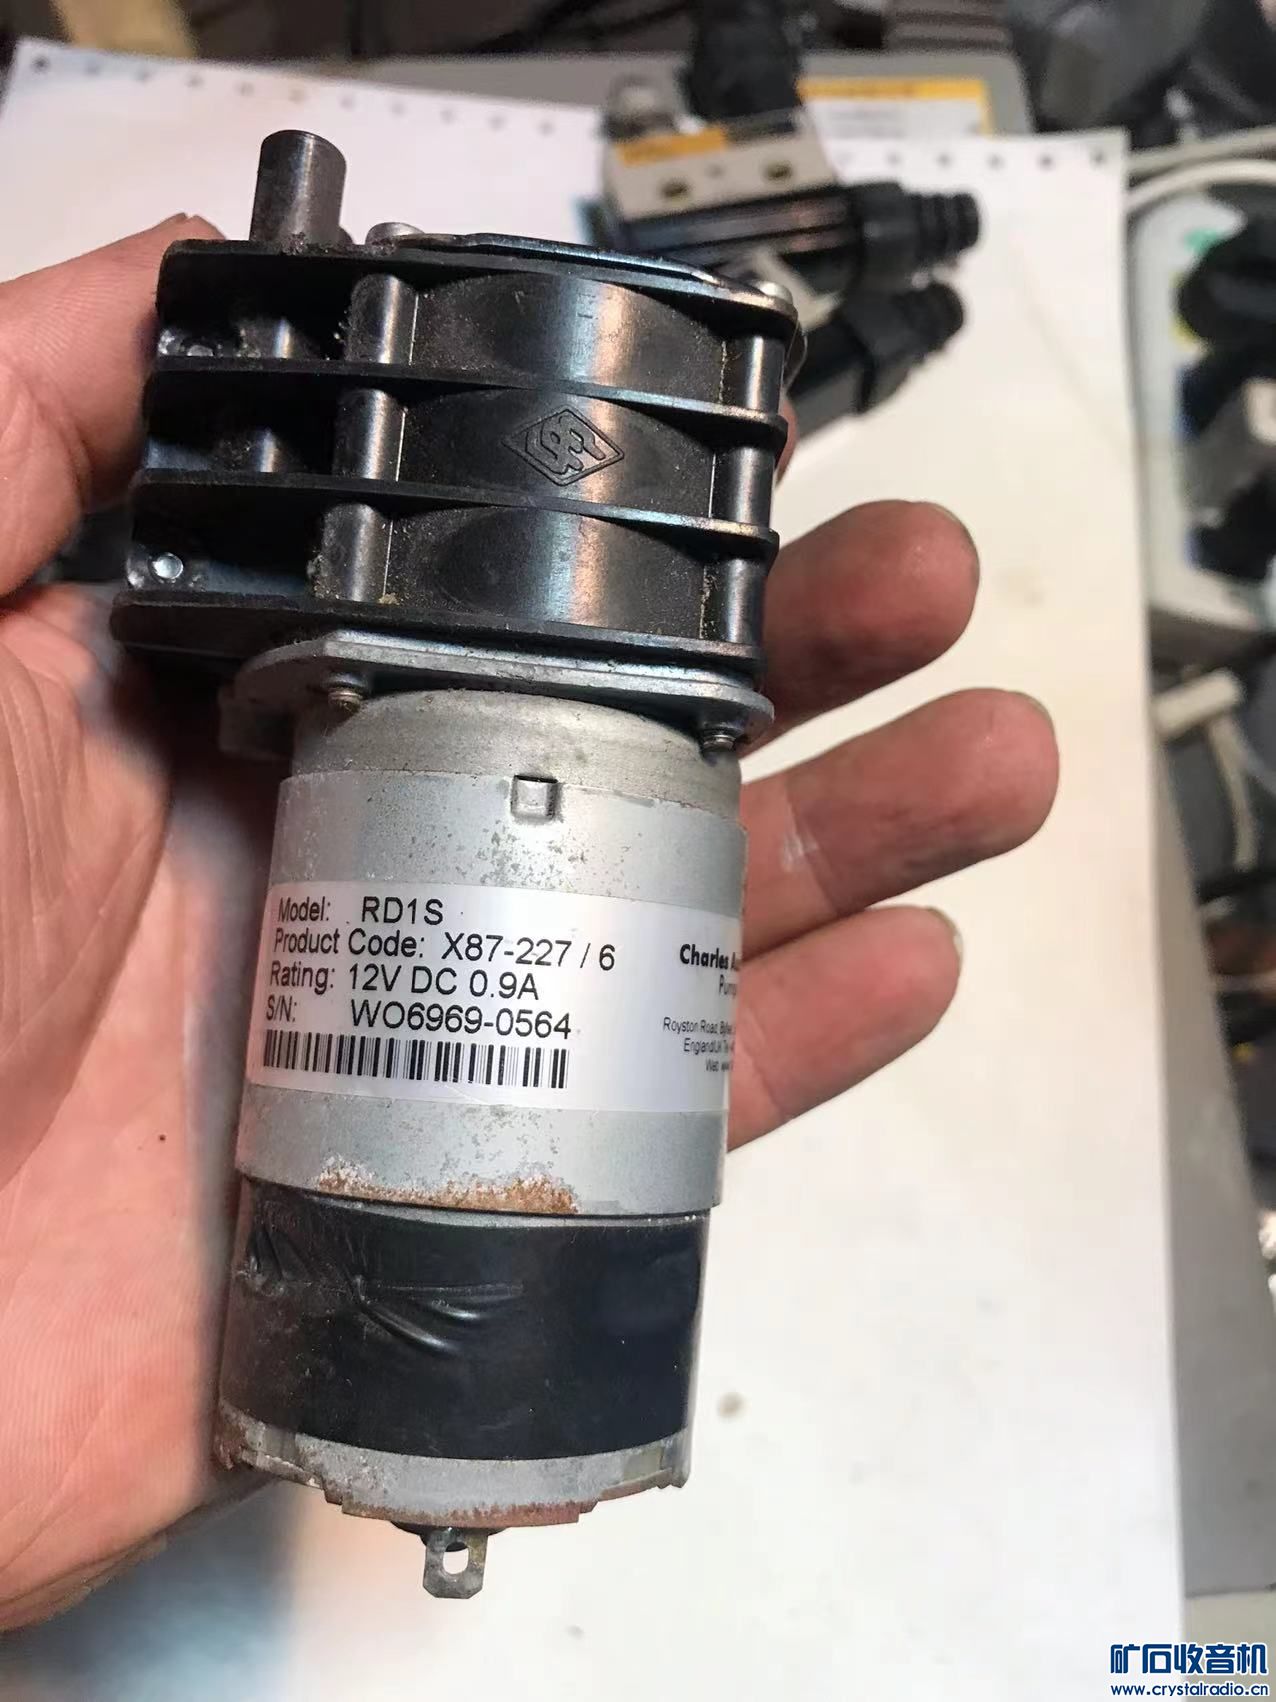 Model: RD1S
Product Code: X87-227 / 6
Rating: 12V DC 0.9A
S/N: WO6969-0564
Charles
Royston Road,
England
矿石收音机
www.crystalradio.cn